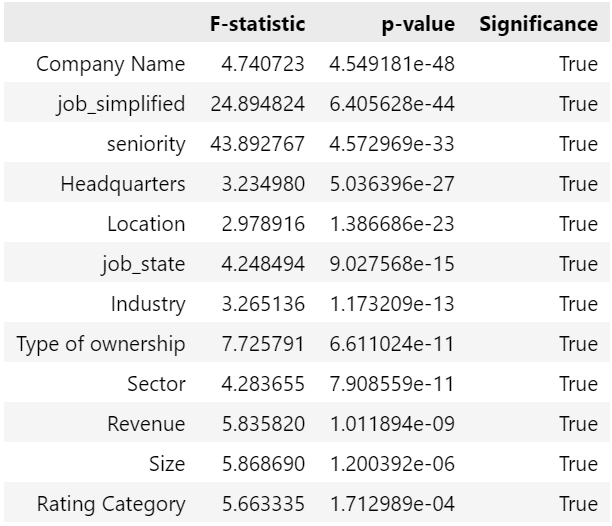 F-statistic p-value Significance
Company Name 4.740723 4.549181e-48 True
job_simplified 24.894824 6.405628e-44 True
seniority 43.892767 4.572969e-33 True
Headquarters 3.234980 5.036396e-27 True
Location 2.978916 1.386686e-23 True
job_state 4.248494 9.027568e-15 True
Industry 3.265136 1.173209e-13 True
Type of ownership 7.725791 6.611024e-11 True
Sector 4.283655 7.908559e-11 True
Revenue 5.835820 1.011894e-09 True
Size 5.868690 1.200392e-06 True
Rating Category 5.663335 1.712989e-04 True